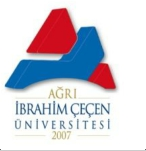 AĞRI
İBRAHİM ÇEÇEN
ÜNİVERSİTESİ
2007